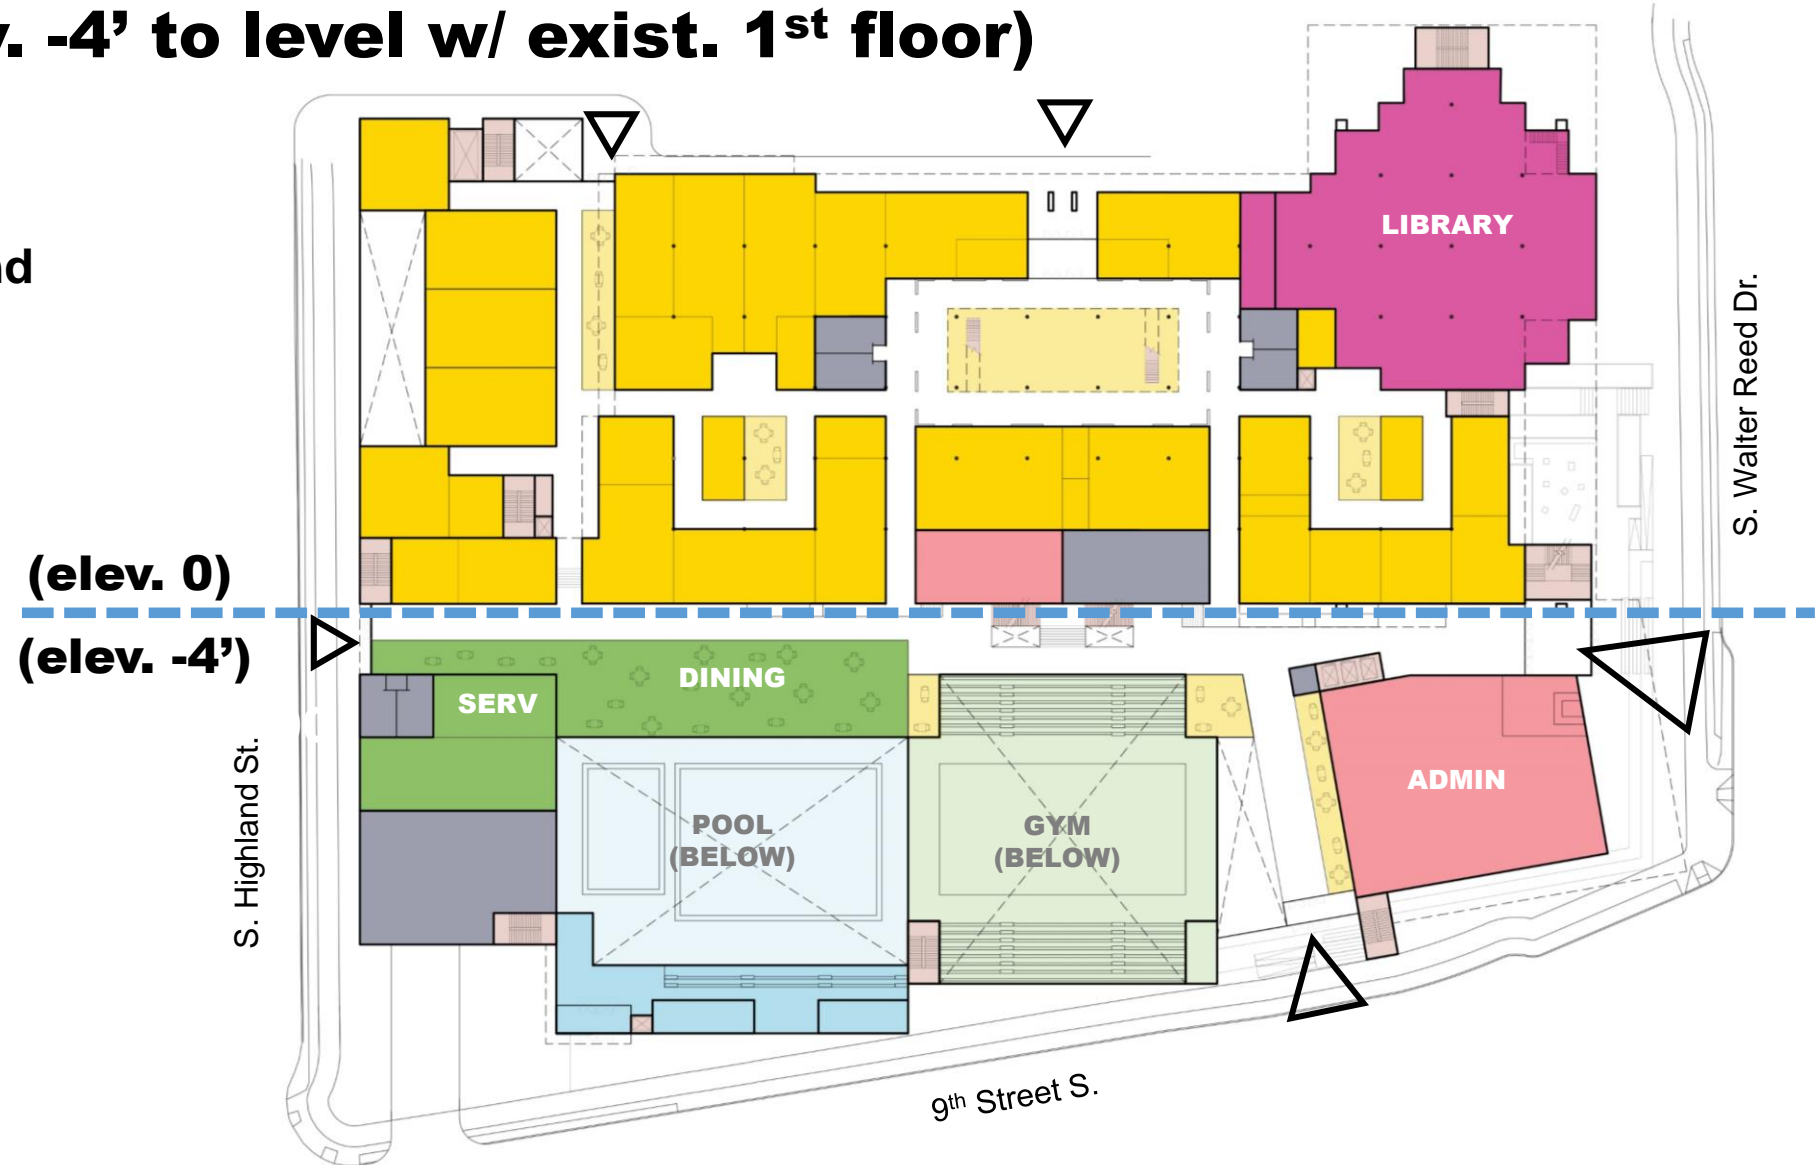 . -4’ to level w/ exist. 1st floor)
LIBRARY
S. Walter Reed Dr.
(elev. 0)
(elev. -4’)
DINING
SERV
ADMIN
POOL
(BELOW)
GYM
(BELOW)
S. Highland St.
9th Street S.